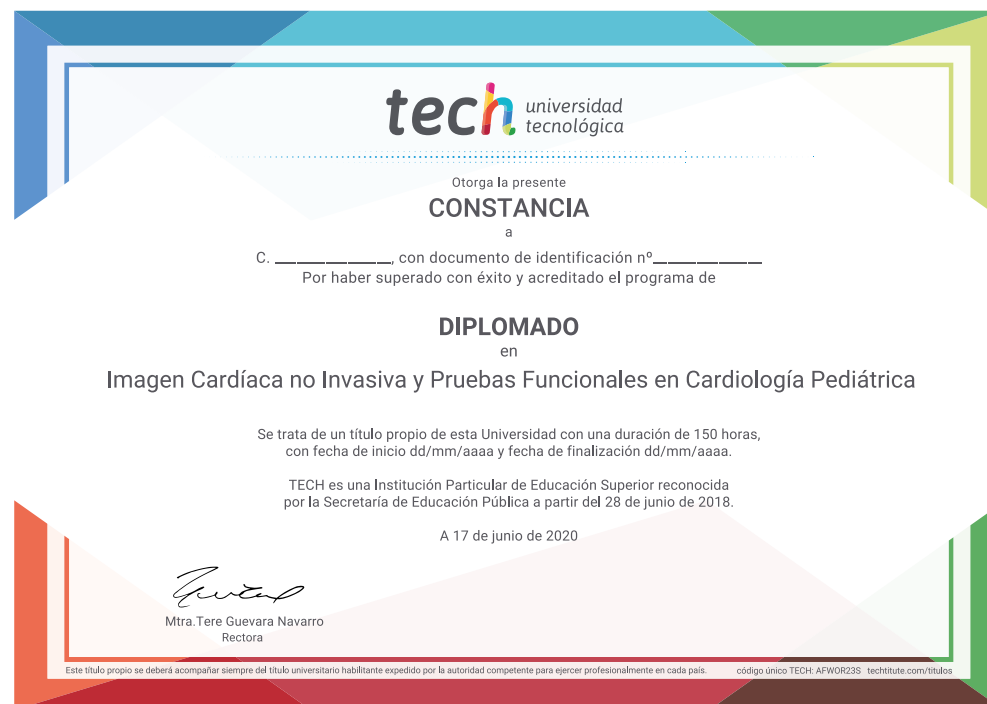 tech universidad
tecnológica
Otorga la presente
CONSTANCIA
a
C. ________________, con documento de identificación nº_______________
Por haber superado con éxito y acreditado el programa de
DIPLOMADO
en
Imagen Cardíaca no Invasiva y Pruebas Funcionales en Cardiología Pediátrica
Se trata de un título propio de esta Universidad con una duración de 150 horas,
con fecha de inicio dd/mm/aaaa y fecha de finalización dd/mm/aaaa.
TECH es una Institución Particular de Educación Superior reconocida
por la Secretaría de Educación Pública a partir del 28 de junio de 2018.
A 17 de junio de 2020
Mtra.Tere Guevara Navarro
Rectora
Este título propio se deberá acompañar siempre del título universitario habilitante expedido por la autoridad competente para ejercer profesionalmente en cada país. código único TECH: AFWOR23S techtitute.com/titulos